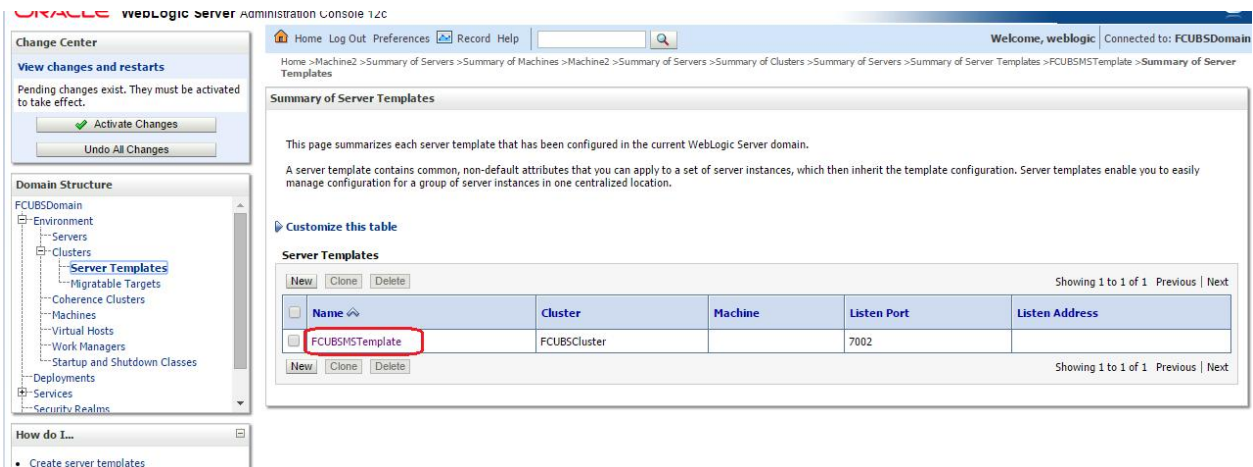 ORACLE WebLogic Server Administration Console 12c
Change Center
View changes and restarts
Pending changes exist. They must be activated
to take effect.
Activate Changes
Undo All Changes
Domain Structure
FCUBSDomain
Environment
Servers
Clusters
Server Templates
Migratable Targets
Coherence Clusters
Machines
Virtual Hosts
Work Managers
Startup and Shutdown Classes
Deployments
Services
Security Realms
How do I...
Create server templates
Home Log Out Preferences Record Help
Welcome, weblogic Connected to: FCUBSDomain
Home >Machine2 >Summary of Servers >Summary of Machines >Machine2 >Summary of Servers >Summary of Clusters >Summary of Servers >Summary of Server Templates >FCUBSMSTemplate >Summary of Server
Templates
Summary of Server Templates
This page summarizes each server template that has been configured in the current WebLogic Server domain.
A server template contains common, non-default attributes that you can apply to a set of server instances, which then inherit the template configuration. Server templates enable you to easily
manage configuration for a group of server instances in one centralized location.
Customize this table
Server Templates
New Clone Delete Showing 1 to 1 of 1 Previous | Next
Name Cluster Machine Listen Port Listen Address
FCUBSMSTemplate FCUBSCluster 7002
New Clone Delete Showing 1 to 1 of 1 Previous | Next